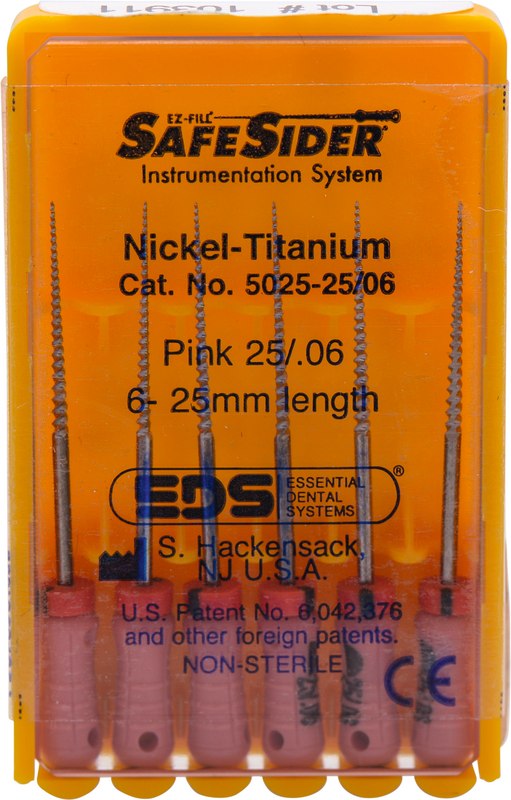 Lot # 103911
EZ-FILL®
SAFESIDER®
Instrumentation System
Nickel-Titanium
Cat. No. 5025-25/06
Pink 25/.06
6- 25mm length
EDS ESSENTIAL
DENTAL
SYSTEMS ®
S. Hackensack,
NJ U.S.A.
U.S. Patent No. 6,042,376
and other foreign patents.
NON-STERILE
CE